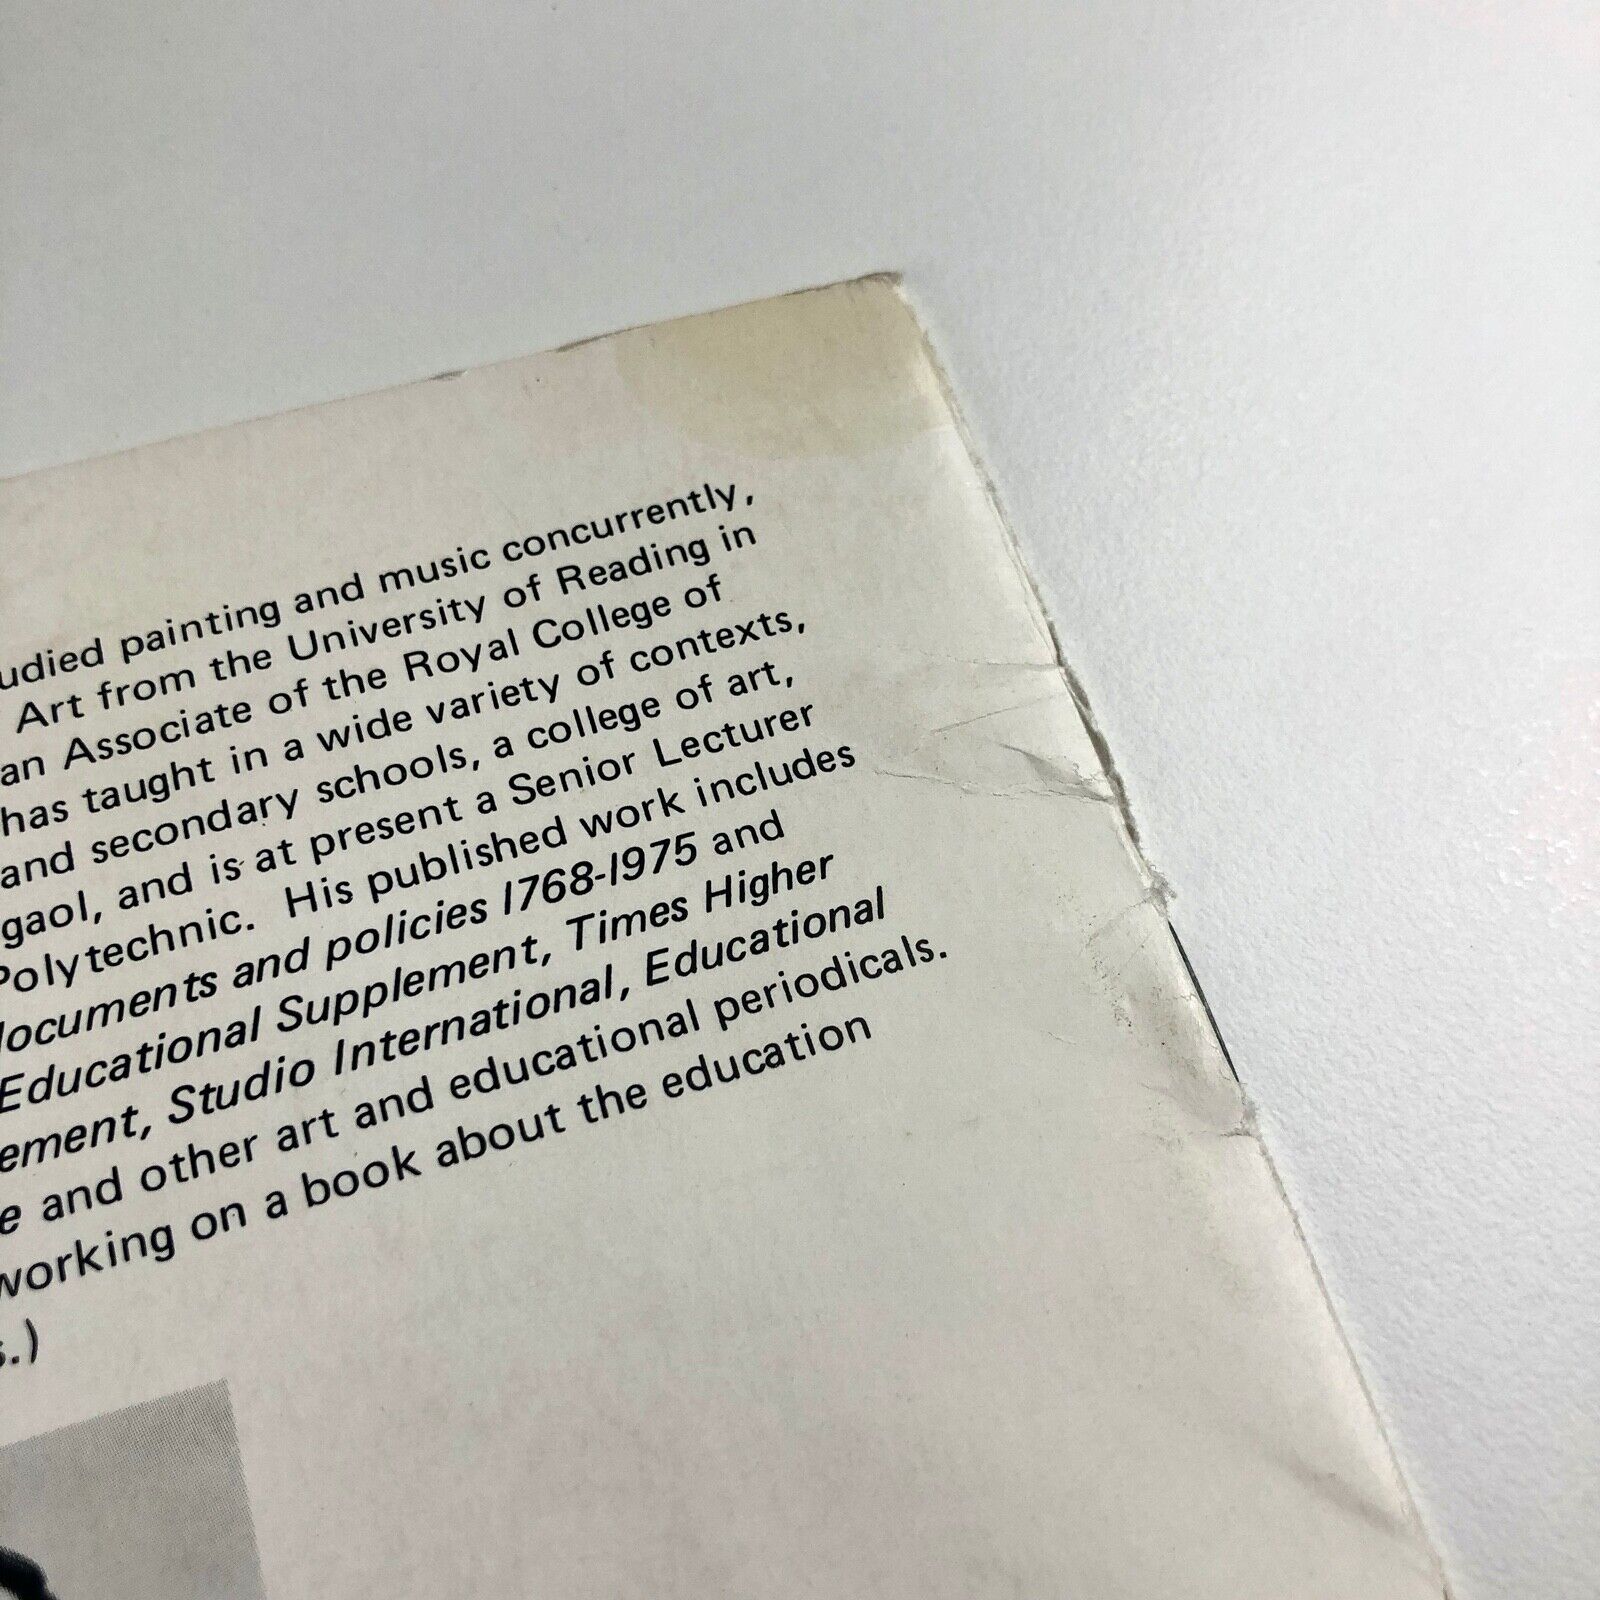 udied painting and music concurrently,
Art from the University of Reading in
an Associate of the Royal College of
has taught in a wide variety of contexts,
and secondary schools, a college of art,
gaol, and is at present a Senior Lecturer
Polytechnic. His published work includes
documents and policies 1768-1975 and
Educational Supplement, Times Higher
ement, Studio International, Educational
e and other art and educational periodicals.
working on a book about the education
s.)